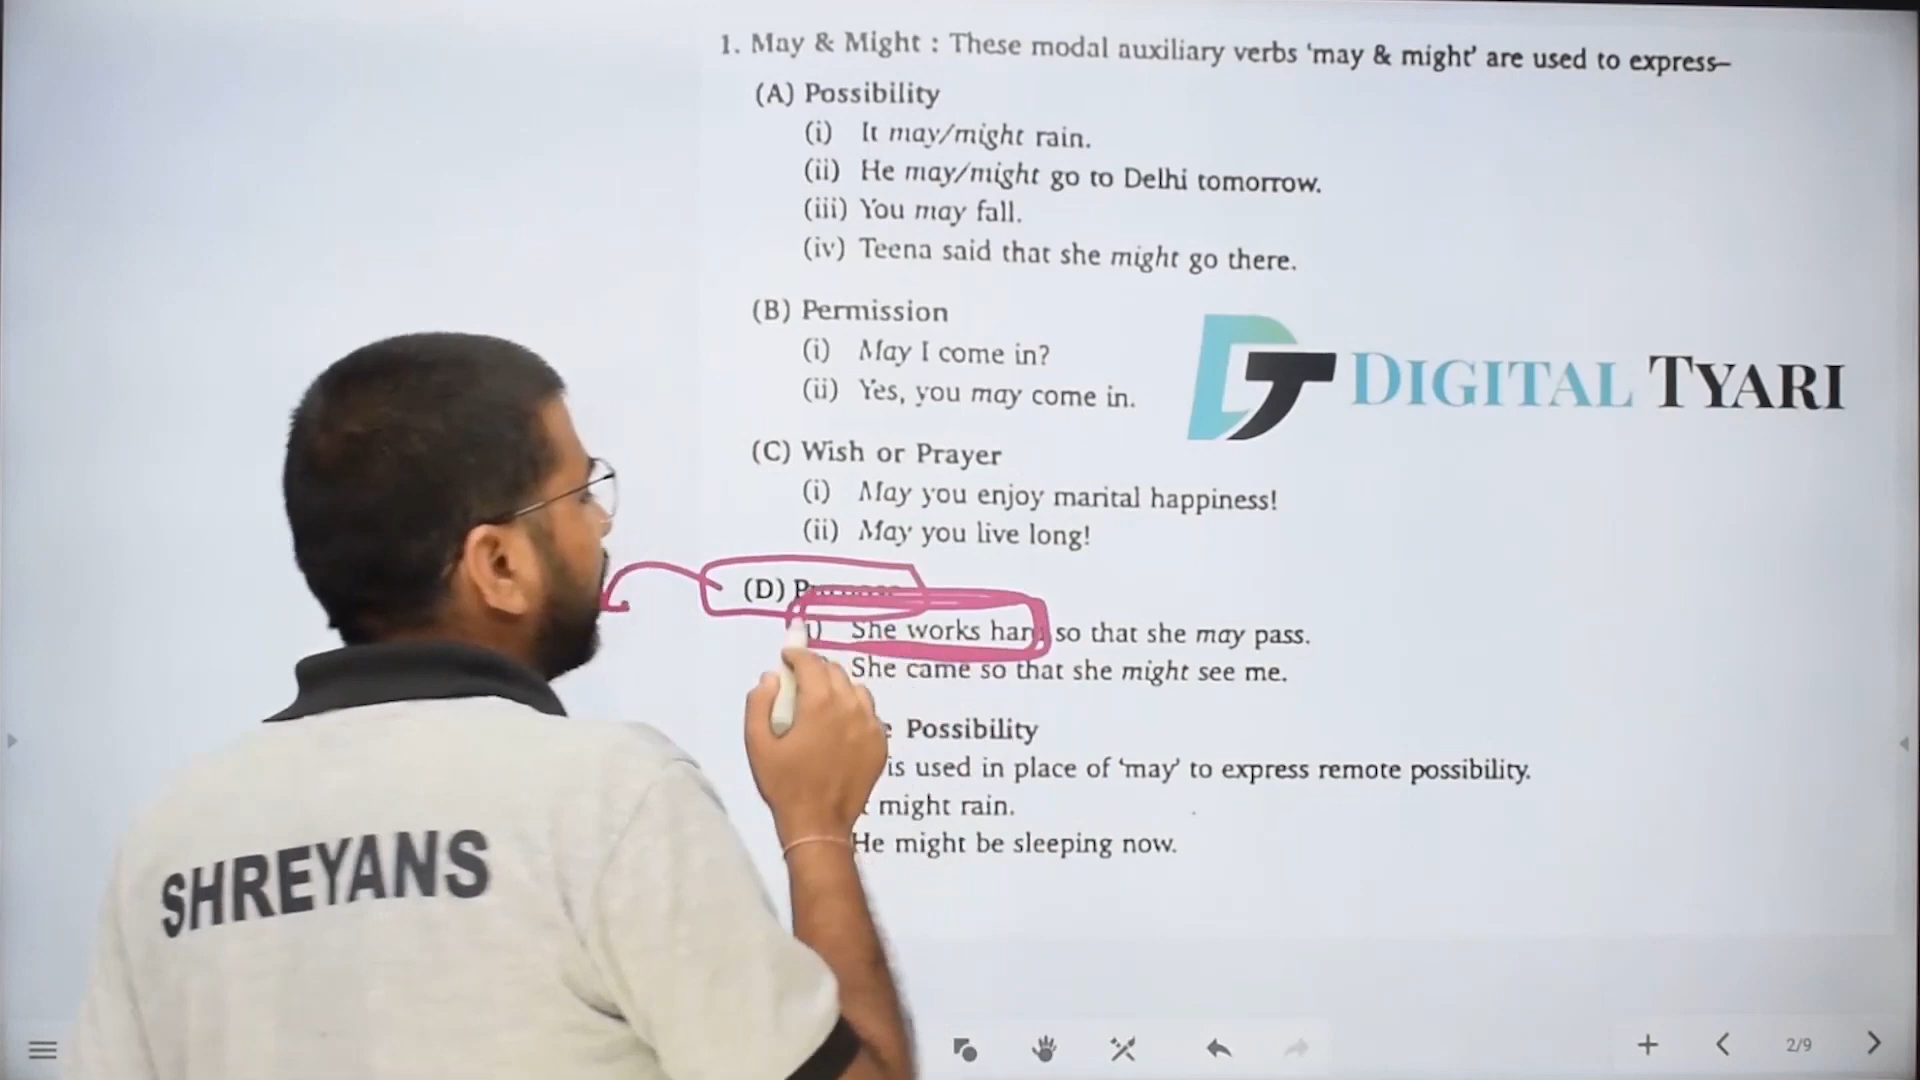 1. May & Might : These modal auxiliary verbs ‘may & might’ are used to express–
(A) Possibility
(i) It may/might rain.
(ii) He may/might go to Delhi tomorrow.
(iii) You may fall.
(iv) Teena said that she might go there.
(B) Permission
(i) May I come in?
(ii) Yes, you may come in.
DIGITAL TYARI
(C) Wish or Prayer
(i) May you enjoy marital happiness!
(ii) May you live long!
(D)
She works hard so that she may pass.
She came so that she might see me.
Possibility
is used in place of ‘may’ to express remote possibility.
might rain.
He might be sleeping now.
SHREYANS
2/9